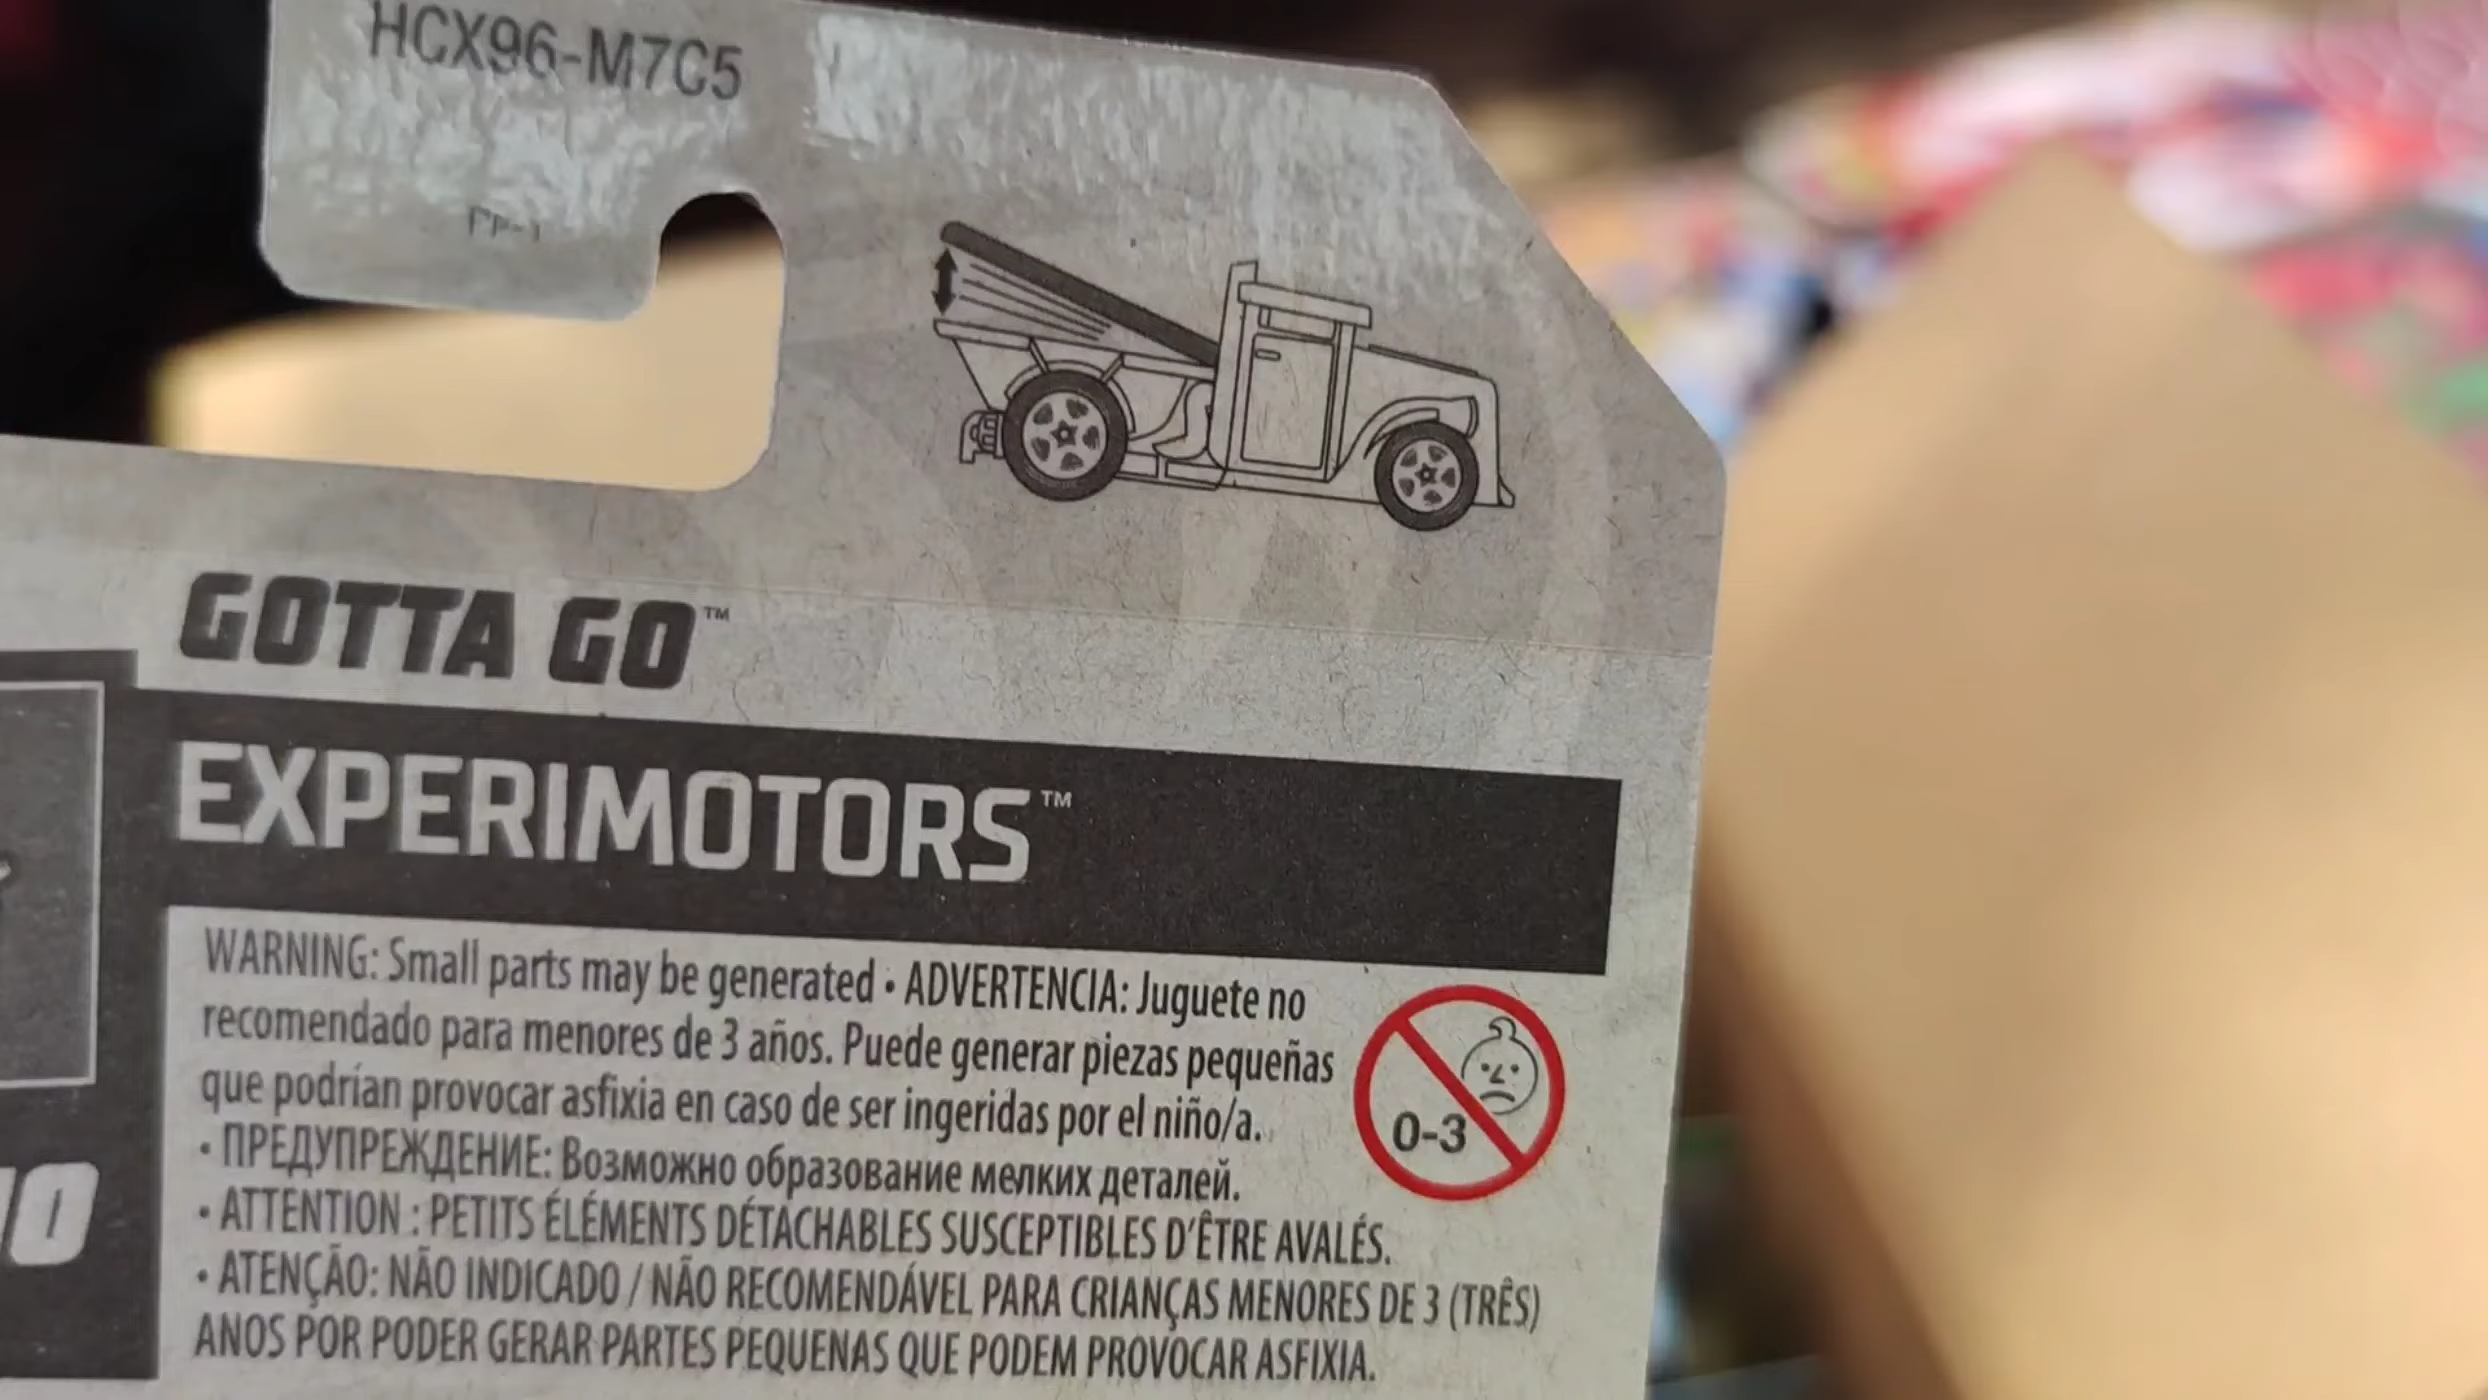 HCX96-M7C5
GOTTA GO™
EXPERIMOTORS™
WARNING: Small parts may be generated • ADVERTENCIA: Juguete no
recomendado para menores de 3 años. Puede generar piezas pequeñas
que podrían provocar asfixia en caso de ser ingeridas por el niño/a.
• ПРЕДУПРЕЖДЕНИЕ: Возможно образование мелких деталей.
• ATTENTION : PETITS ÉLÉMENTS DÉTACHABLES SUSCEPTIBLES D'ÊTRE AVALÉS.
• ATENÇÃO: NÃO INDICADO / NÃO RECOMENDÁVEL PARA CRIANÇAS MENORES DE 3 (TRÊS)
ANOS POR PODER GERAR PARTES PEQUENAS QUE PODEM PROVOCAR ASFIXIA.
0-3